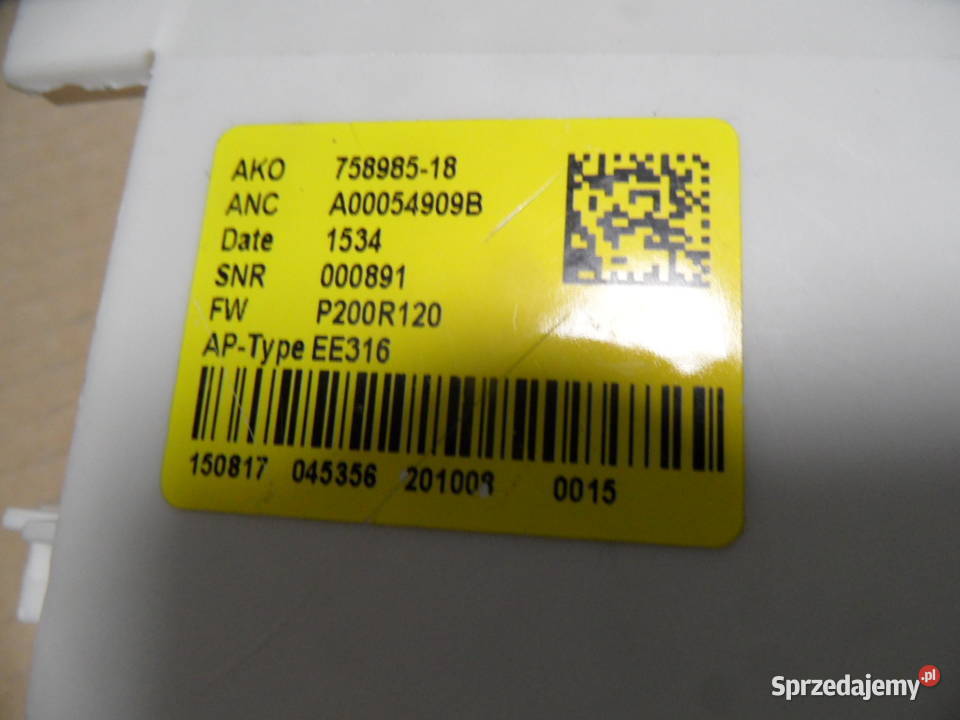 AKO 758985-18
ANC A00054909B
Date 1534
SNR 000891
FW P200R120
AP-Type EE316
150817 045356 201008 0015
Sprzedajemy.pl